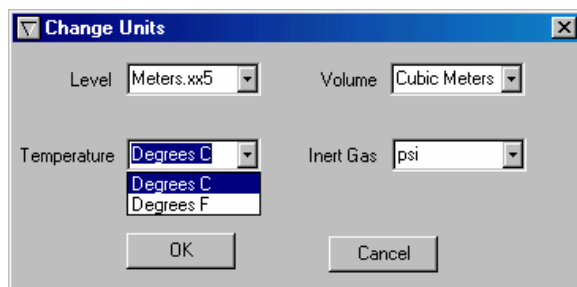 Change Units
Level Meters.xx5 Volume Cubic Meters
Temperature Degrees C Inert Gas psi
Degrees C
Degrees F
OK Cancel